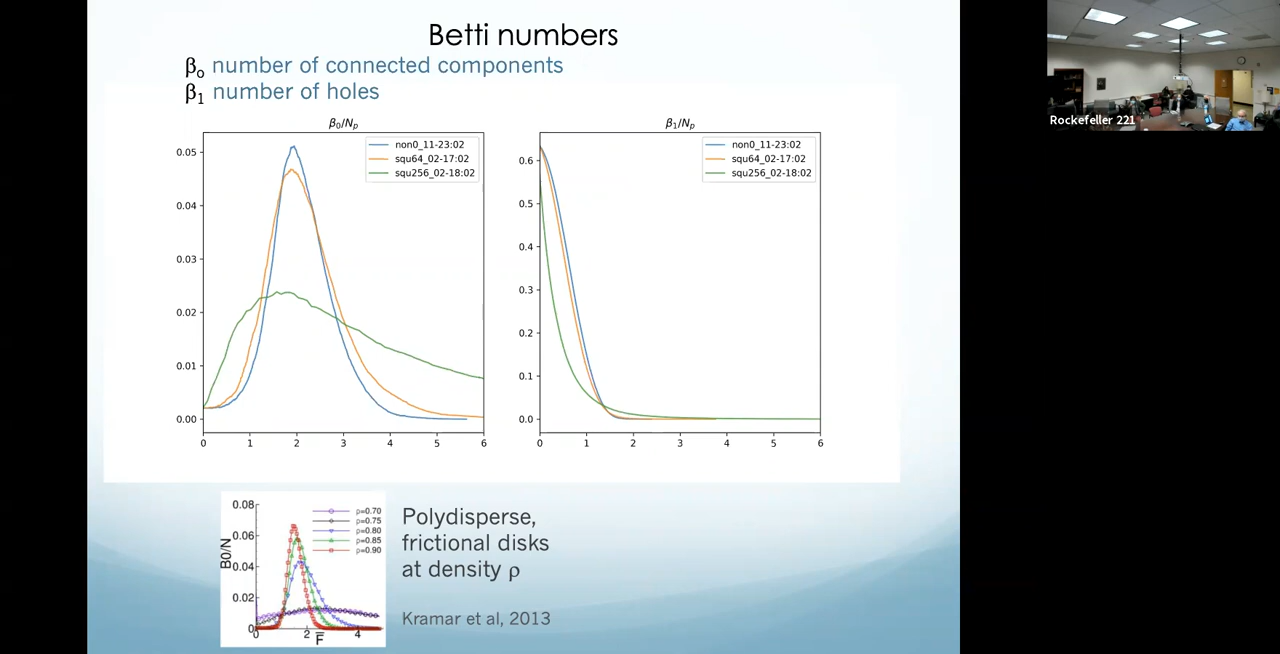 Betti numbers
β₀ number of connected components
β₁ number of holes
β₀/Nₚ
non0_11-23:02
squ64_02-17:02
squ256_02-18:02
0.05
0.04
0.03
0.02
0.01
0.00
0 1 2 3 4 5 6
β₁/Nₚ
non0_11-23:02
squ64_02-17:02
squ256_02-18:02
0.6
0.5
0.4
0.3
0.2
0.1
0.0
0 1 2 3 4 5 6
B0/N
0.08
0.06
0.04
0.02
0
0 2 4
F̅
ρ=0.70
ρ=0.75
ρ=0.80
ρ=0.85
ρ=0.90
Polydisperse,
frictional disks
at density ρ
Kramar et al, 2013
Rockefeller 221